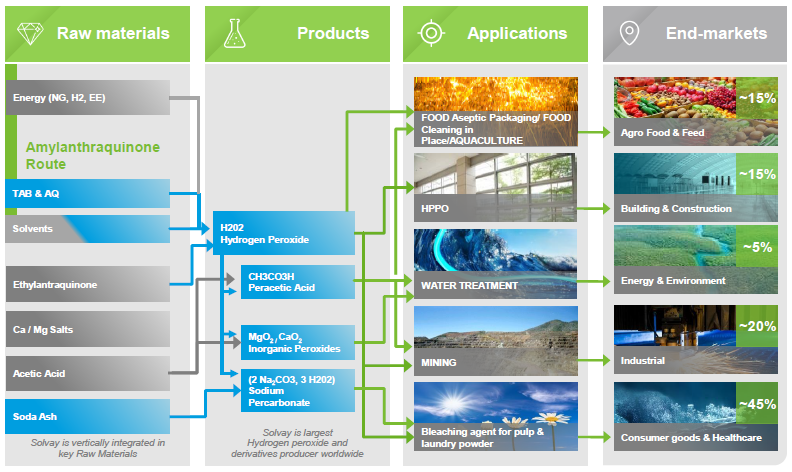 Raw materials
Products
Applications
End-markets
Energy (NG, H2, EE)
Amylanthraquinone
Route
TAB & AQ
Solvents
Ethylantraquinone
Ca / Mg Salts
Acetic Acid
Soda Ash
Solvay is vertically integrated in
key Raw Materials
H202
Hydrogen Peroxide
CH3CO3H
Peracetic Acid
MgO₂ / CaO₂
Inorganic Peroxides
(2 Na₂CO3, 3 H202)
Sodium
Percarbonate
Solvay is largest
Hydrogen peroxide and
derivatives producer worldwide
FOOD Aseptic Packaging/ FOOD
Cleaning in
Place/AQUACULTURE
HPPO
WATER TREATMENT
MINING
Bleaching agent for pulp &
laundry powder
~15%
Agro Food & Feed
~15%
Building & Construction
~5%
Energy & Environment
~20%
Industrial
~45%
Consumer goods & Healthcare